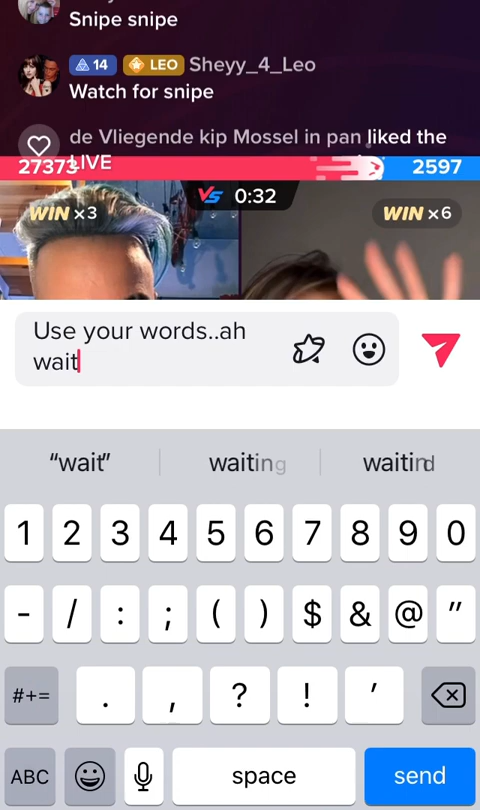 Snipe snipe
14 LEO Sheyy_4_Leo
Watch for snipe
de Vliegende kip Mossel in pan liked the
LIVE
27373 2597
VS 0:32
WIN ×3 WIN ×6
Use your words..ah
wait
“wait” waiting
1 2 3 4 5 6 7 8 9 0
- / : ; ( ) $ & @ "
#+= . , ? ! '
ABC space send